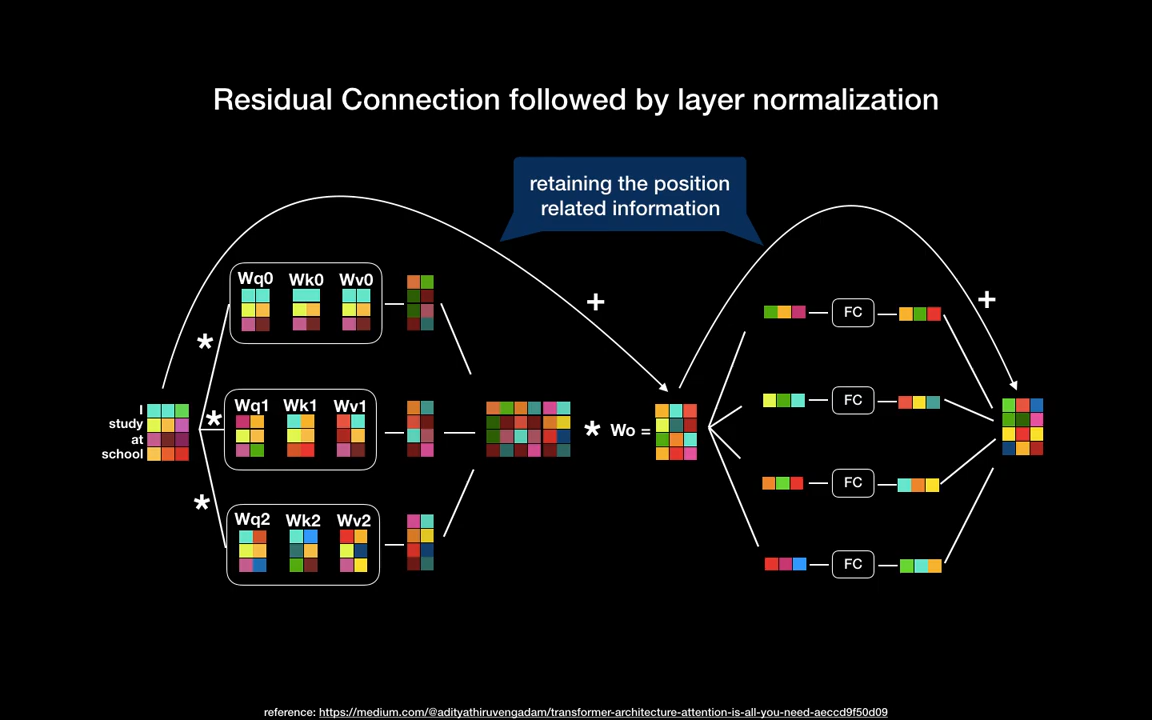 Residual Connection followed by layer normalization
retaining the position
related information
+
Wq0 Wk0 Wv0
*
I
study
at
school
*
Wq1 Wk1 Wv1
*
Wq2 Wk2 Wv2
* Wo =
+
FC
FC
FC
FC
reference: https://medium.com/@adityathiruvengadam/transformer-architecture-attention-is-all-you-need-aeccd9f50d09